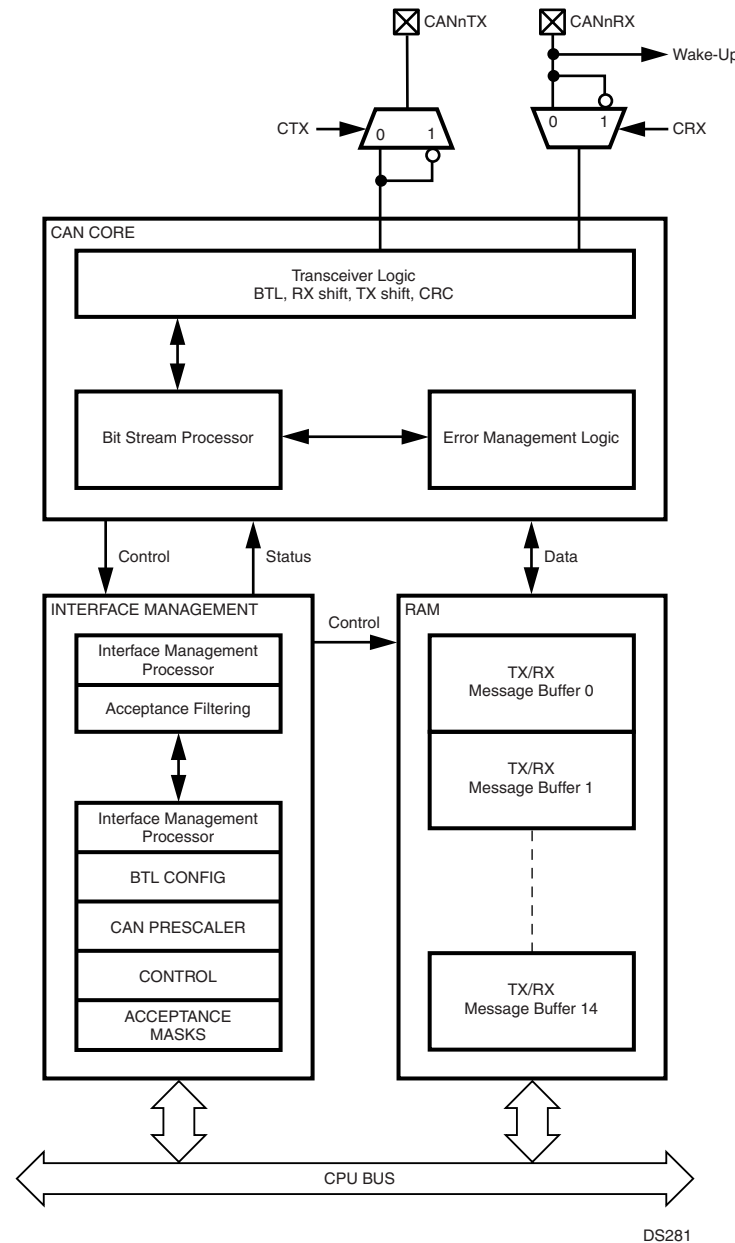 CANnTX
CANnRX
Wake-Up
CTX
0
1
0
1
CRX
CAN CORE
Transceiver Logic
BTL, RX shift, TX shift, CRC
Bit Stream Processor
Error Management Logic
Control
Status
Data
INTERFACE MANAGEMENT
Control
RAM
Interface Management
Processor
Acceptance Filtering
Interface Management
Processor
BTL CONFIG
CAN PRESCALER
CONTROL
ACCEPTANCE
MASKS
TX/RX
Message Buffer 0
TX/RX
Message Buffer 1
TX/RX
Message Buffer 14
CPU BUS
DS281